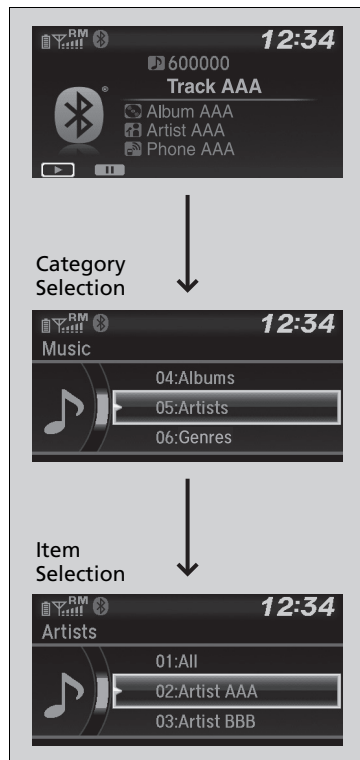 RM 12:34
600000
Track AAA
Album AAA
Artist AAA
Phone AAA
Category
Selection
RM 12:34
Music
04:Albums
05:Artists
06:Genres
Item
Selection
RM 12:34
Artists
01:All
02:Artist AAA
03:Artist BBB